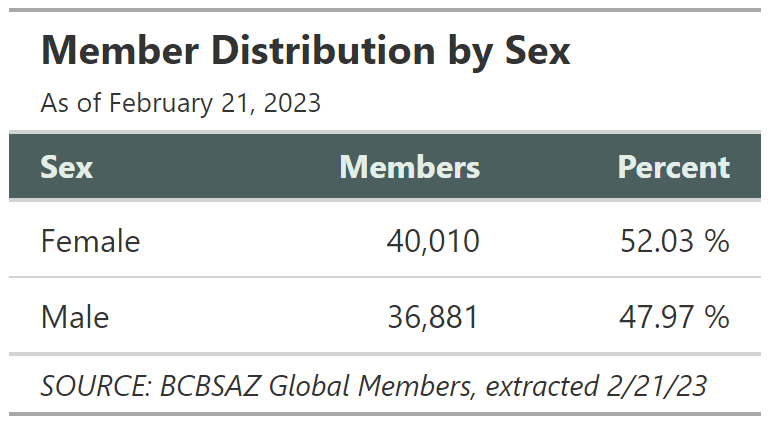 Member Distribution by Sex
As of February 21, 2023
Sex Members Percent
Female 40,010 52.03 %
Male 36,881 47.97 %
SOURCE: BCBSAZ Global Members, extracted 2/21/23